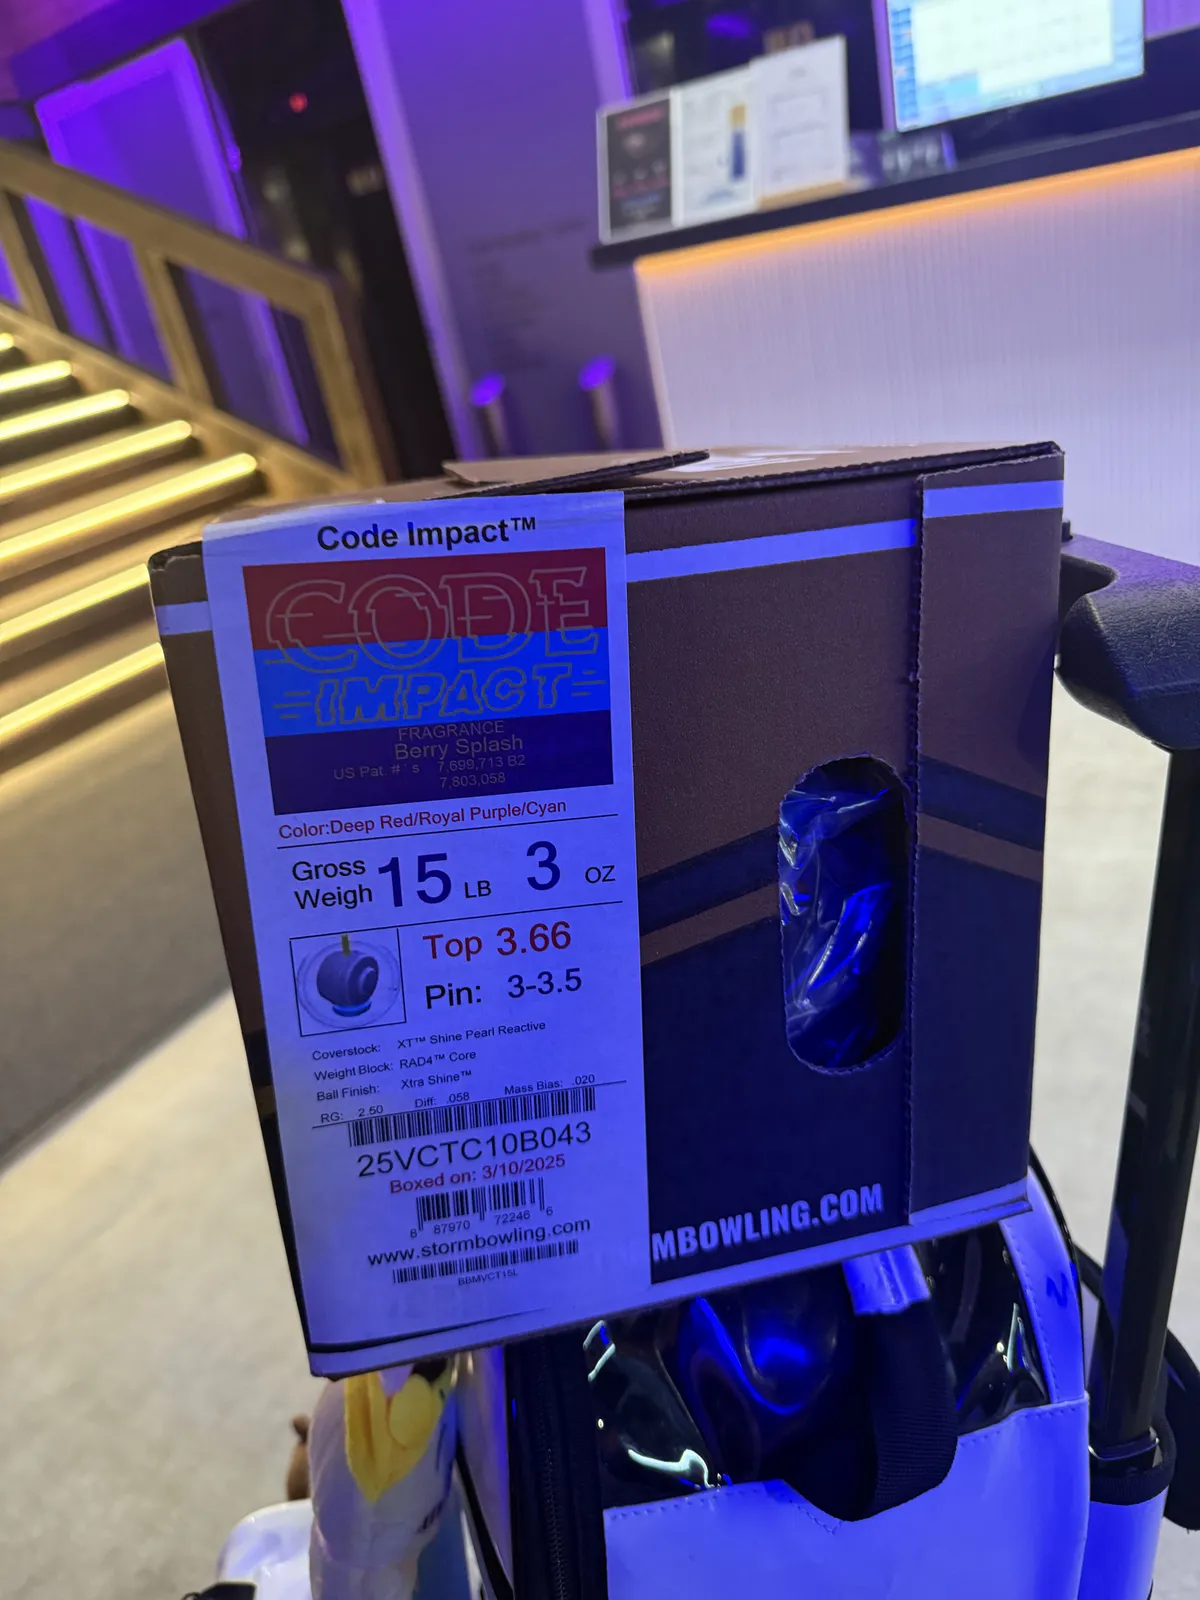 Code Impact™
CODE
IMPACT
FRAGRANCE
Berry Splash
US Pat. #'s 7,699,713 B2
7,803,058
Color:Deep Red/Royal Purple/Cyan
Gross
Weigh 15 LB 3 OZ
Top 3.66
Pin: 3-3.5
Coverstock: XT™ Shine Pearl Reactive
Weight Block: RAD4™ Core
Ball Finish: Xtra Shine™
RG: 2.50 Diff: .058 Mass Bias: .020
25VCTC10B043
Boxed on: 3/10/2025
8 87970 72246 6
www.stormbowling.com
BBMVCT15L
MBOWLING.COM